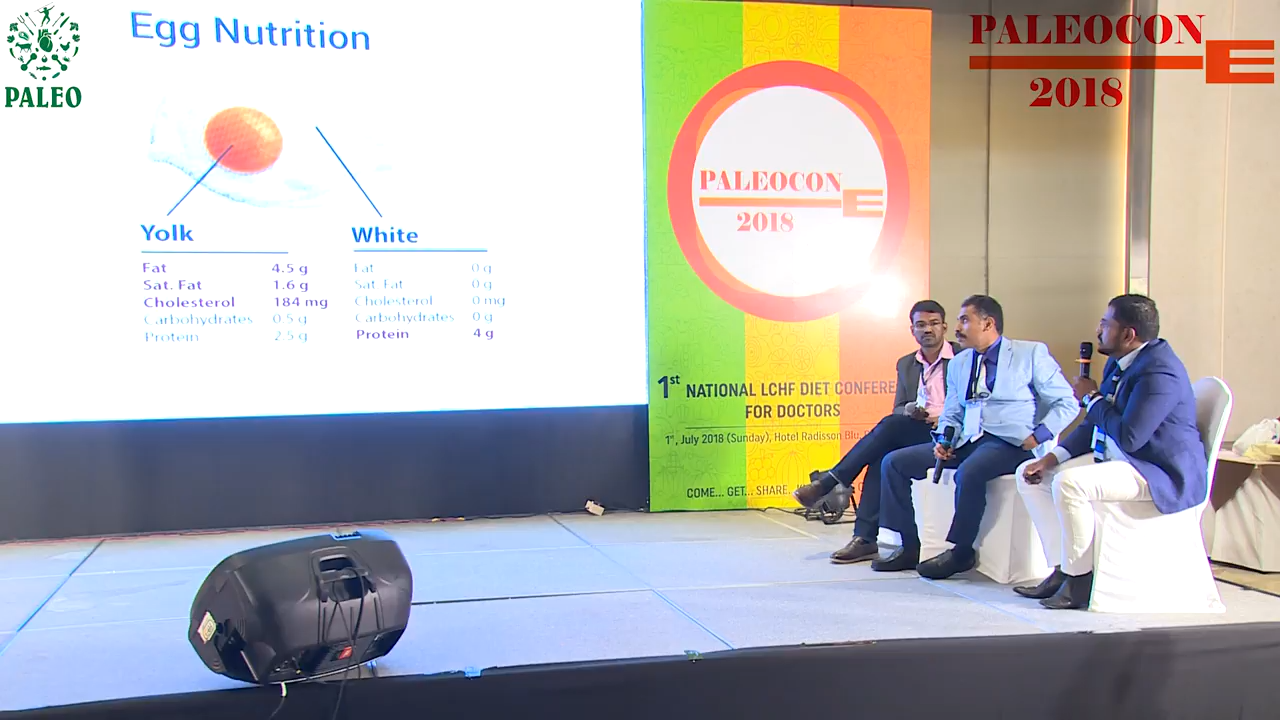 PALEO
Egg Nutrition
Yolk
Fat 4.5 g
Sat. Fat 1.6 g
Cholesterol 184 mg
Carbohydrates 0.5 g
Protein 2.5 g
White
Fat 0 g
Sat Fat 0 g
Cholesterol 0 mg
Carbohydrates 0 g
Protein 4 g
PALEOCON E
2018
1st NATIONAL LCHF DIET CONFERE
FOR DOCTORS
1st, July 2018 (Sunday), Hotel Radisson Blu,
COME... GET... SHARE.
PALEOCON E
2018